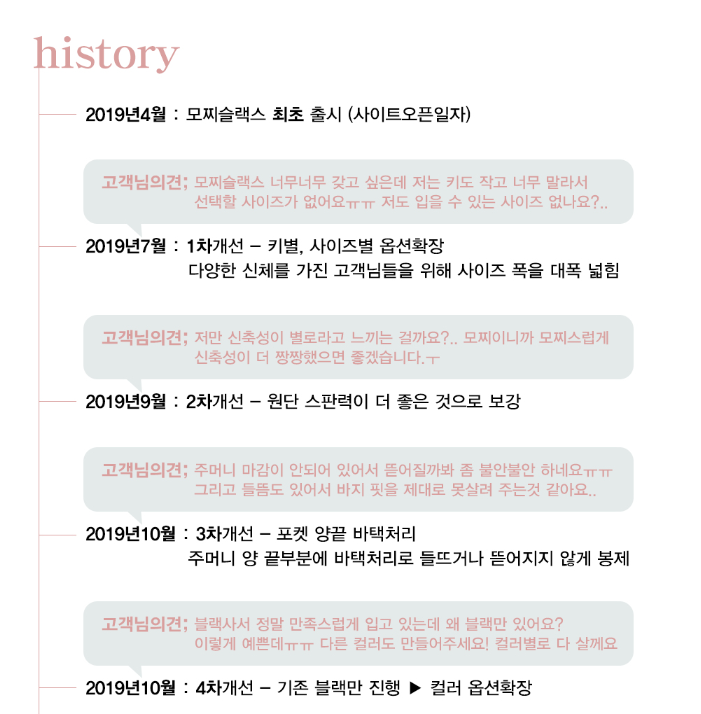 history
2019년4월 : 모찌슬랙스 최초 출시 (사이트오픈일자)
고객님의견; 모찌슬랙스 너무너무 갖고 싶은데 저는 키도 작고 너무 말라서
선택할 사이즈가 없어요ㅠㅠ 저도 입을 수 있는 사이즈 없나요?..
2019년7월 : 1차개선 – 키별, 사이즈별 옵션확장
다양한 신체를 가진 고객님들을 위해 사이즈 폭을 대폭 넓힘
고객님의견; 저만 신축성이 별로라고 느끼는 걸까요?.. 모찌이니까 모찌스럽게
신축성이 더 짱짱했으면 좋겠습니다.ㅜ
2019년9월 : 2차개선 – 원단 스판력이 더 좋은 것으로 보강
고객님의견; 주머니 마감이 안되어 있어서 뜯어질까봐 좀 불안불안 하네요ㅠㅠ
그리고 들뜸도 있어서 바지 핏을 제대로 못살려 주는것 같아요..
2019년10월 : 3차개선 – 포켓 양끝 바택처리
주머니 양 끝부분에 바택처리로 들뜨거나 뜯어지지 않게 봉제
고객님의견; 블랙사서 정말 만족스럽게 입고 있는데 왜 블랙만 있어요?
이렇게 예쁜데ㅠㅠ 다른 컬러도 만들어주세요! 컬러별로 다 살께요
2019년10월 : 4차개선 – 기존 블랙만 진행 ▶ 컬러 옵션확장